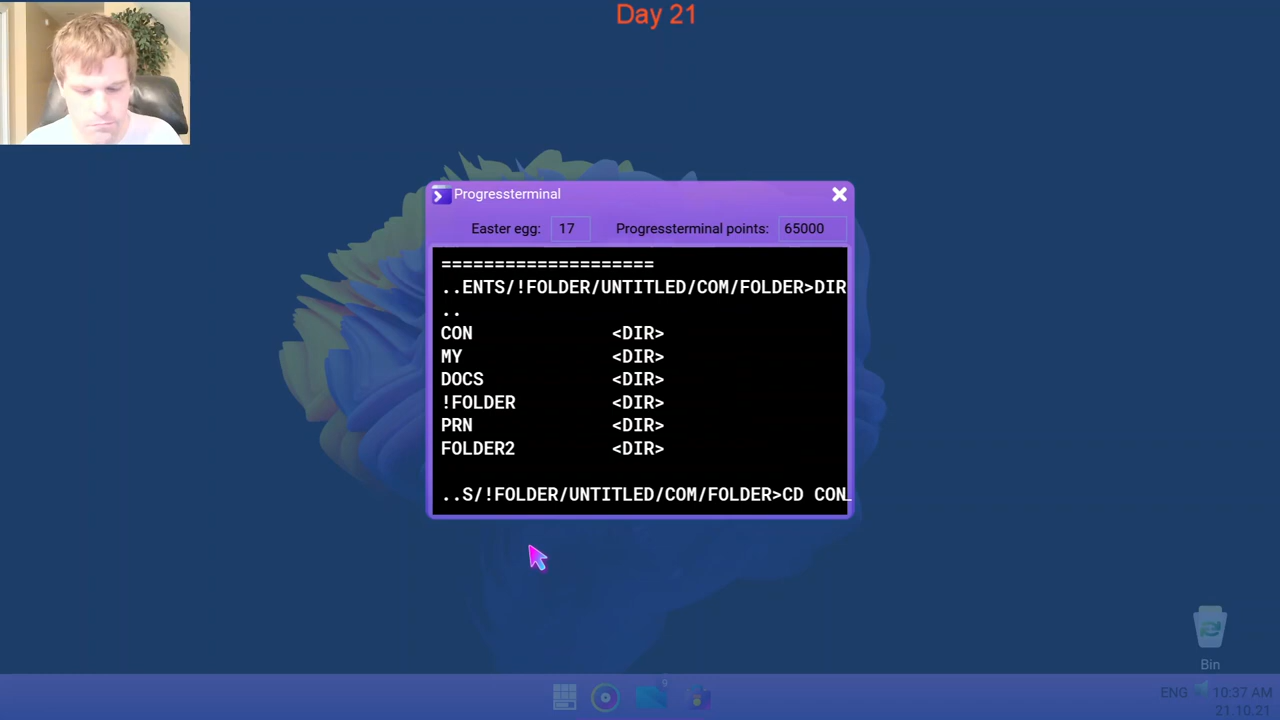 Day 21
Progressterminal
Easter egg: 17 Progressterminal points: 65000
====================
..ENTS/!FOLDER/UNTITLED/COM/FOLDER>DIR
..
CON <DIR>
MY <DIR>
DOCS <DIR>
!FOLDER <DIR>
PRN <DIR>
FOLDER2 <DIR>
..S/!FOLDER/UNTITLED/COM/FOLDER>CD CON_
Bin
9
ENG 10:37 AM
21.10.21